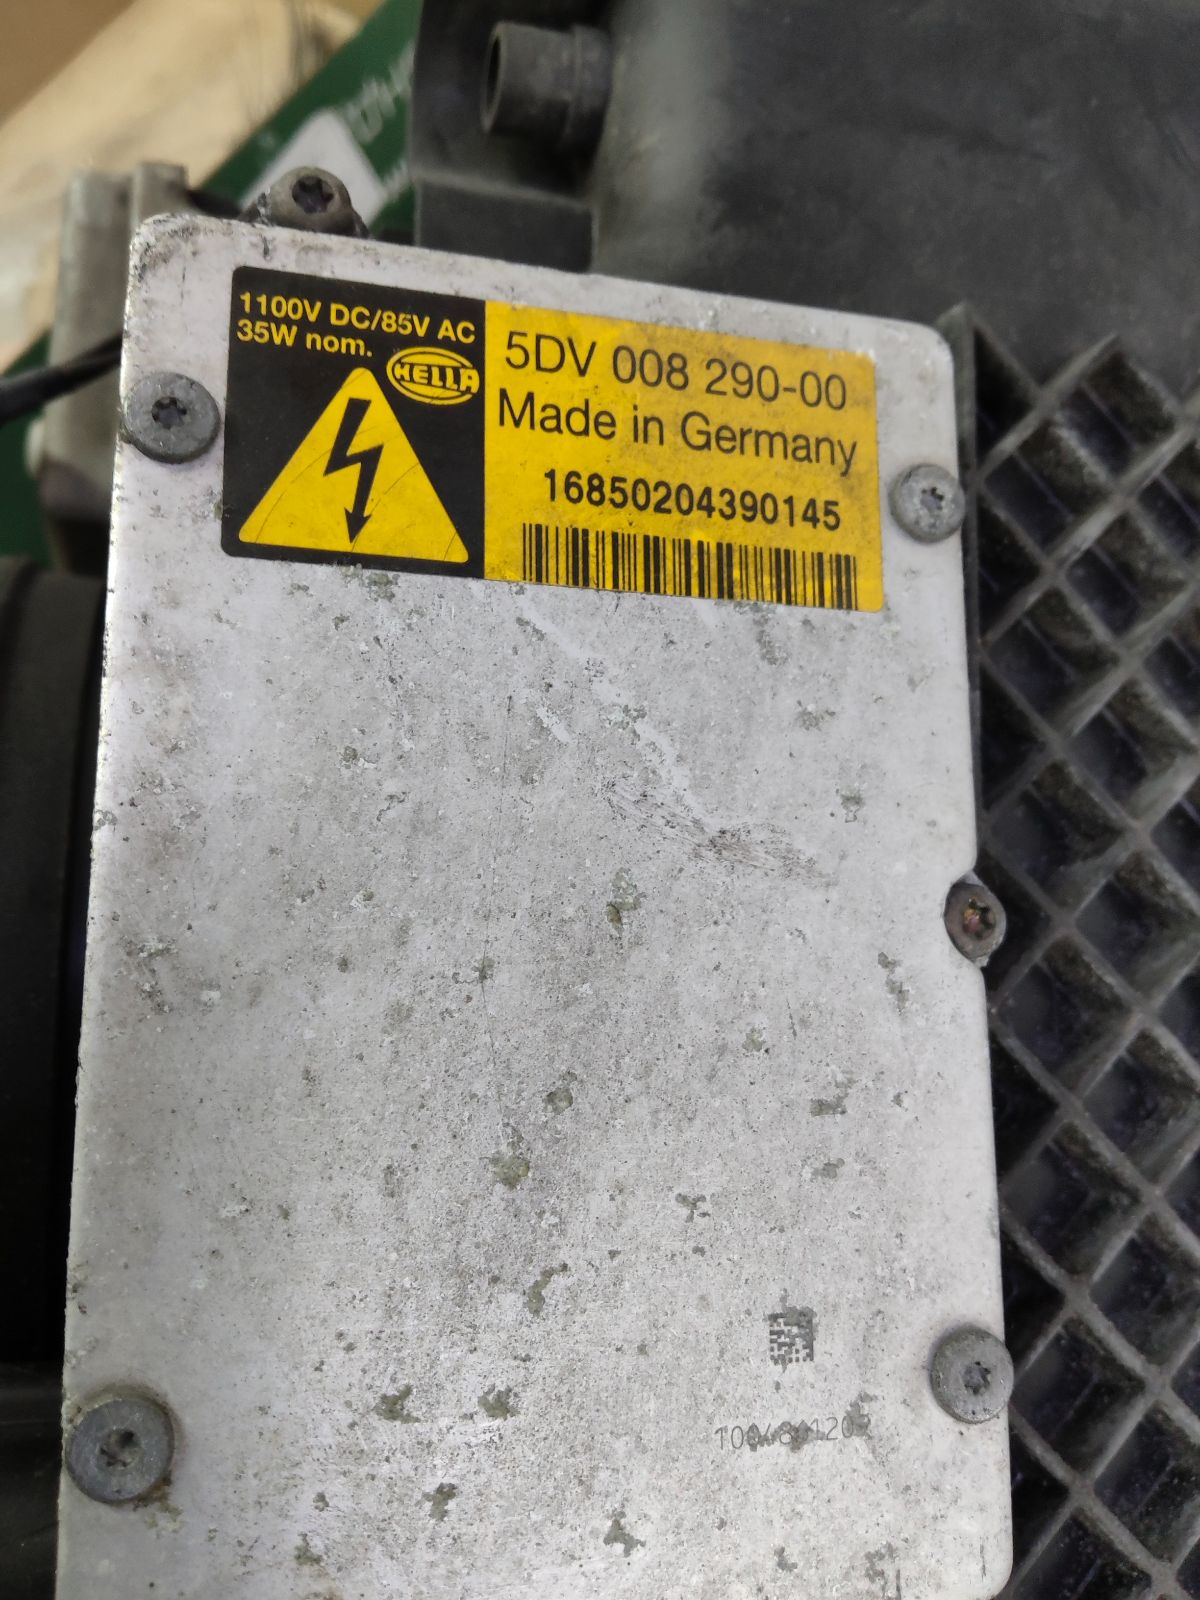 1100V DC/85V AC
35W nom.
HELLA
5DV 008 290-00
Made in Germany
16850204390145